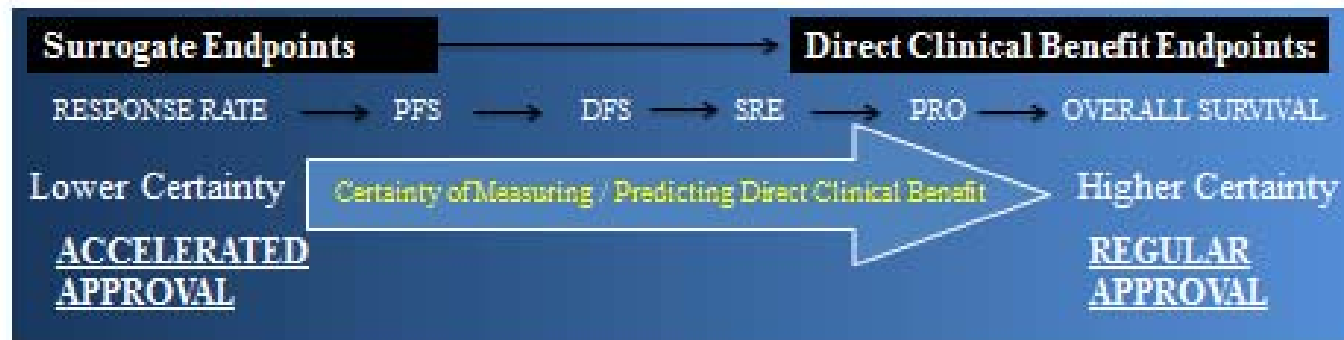 Surrogate Endpoints → Direct Clinical Benefit Endpoints:
RESPONSE RATE → PFS → DFS → SRE → PRO → OVERALL SURVIVAL
Lower Certainty Certainty of Measuring / Predicting Direct Clinical Benefit Higher Certainty
ACCELERATED REGULAR
APPROVAL APPROVAL